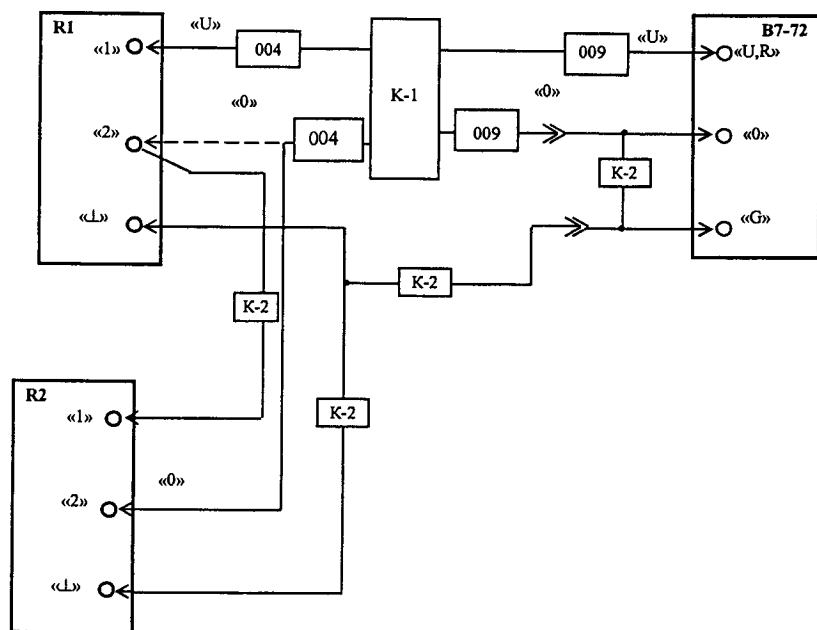 R1
«U»
«U»
B7-72
«1»
004
009
«U,R»
«0»
K-1
«0»
«2»
004
009
«0»
K-2
«⊥»
«G»
K-2
K-2
R2
«1»
K-2
«2»
«0»
«⊥»